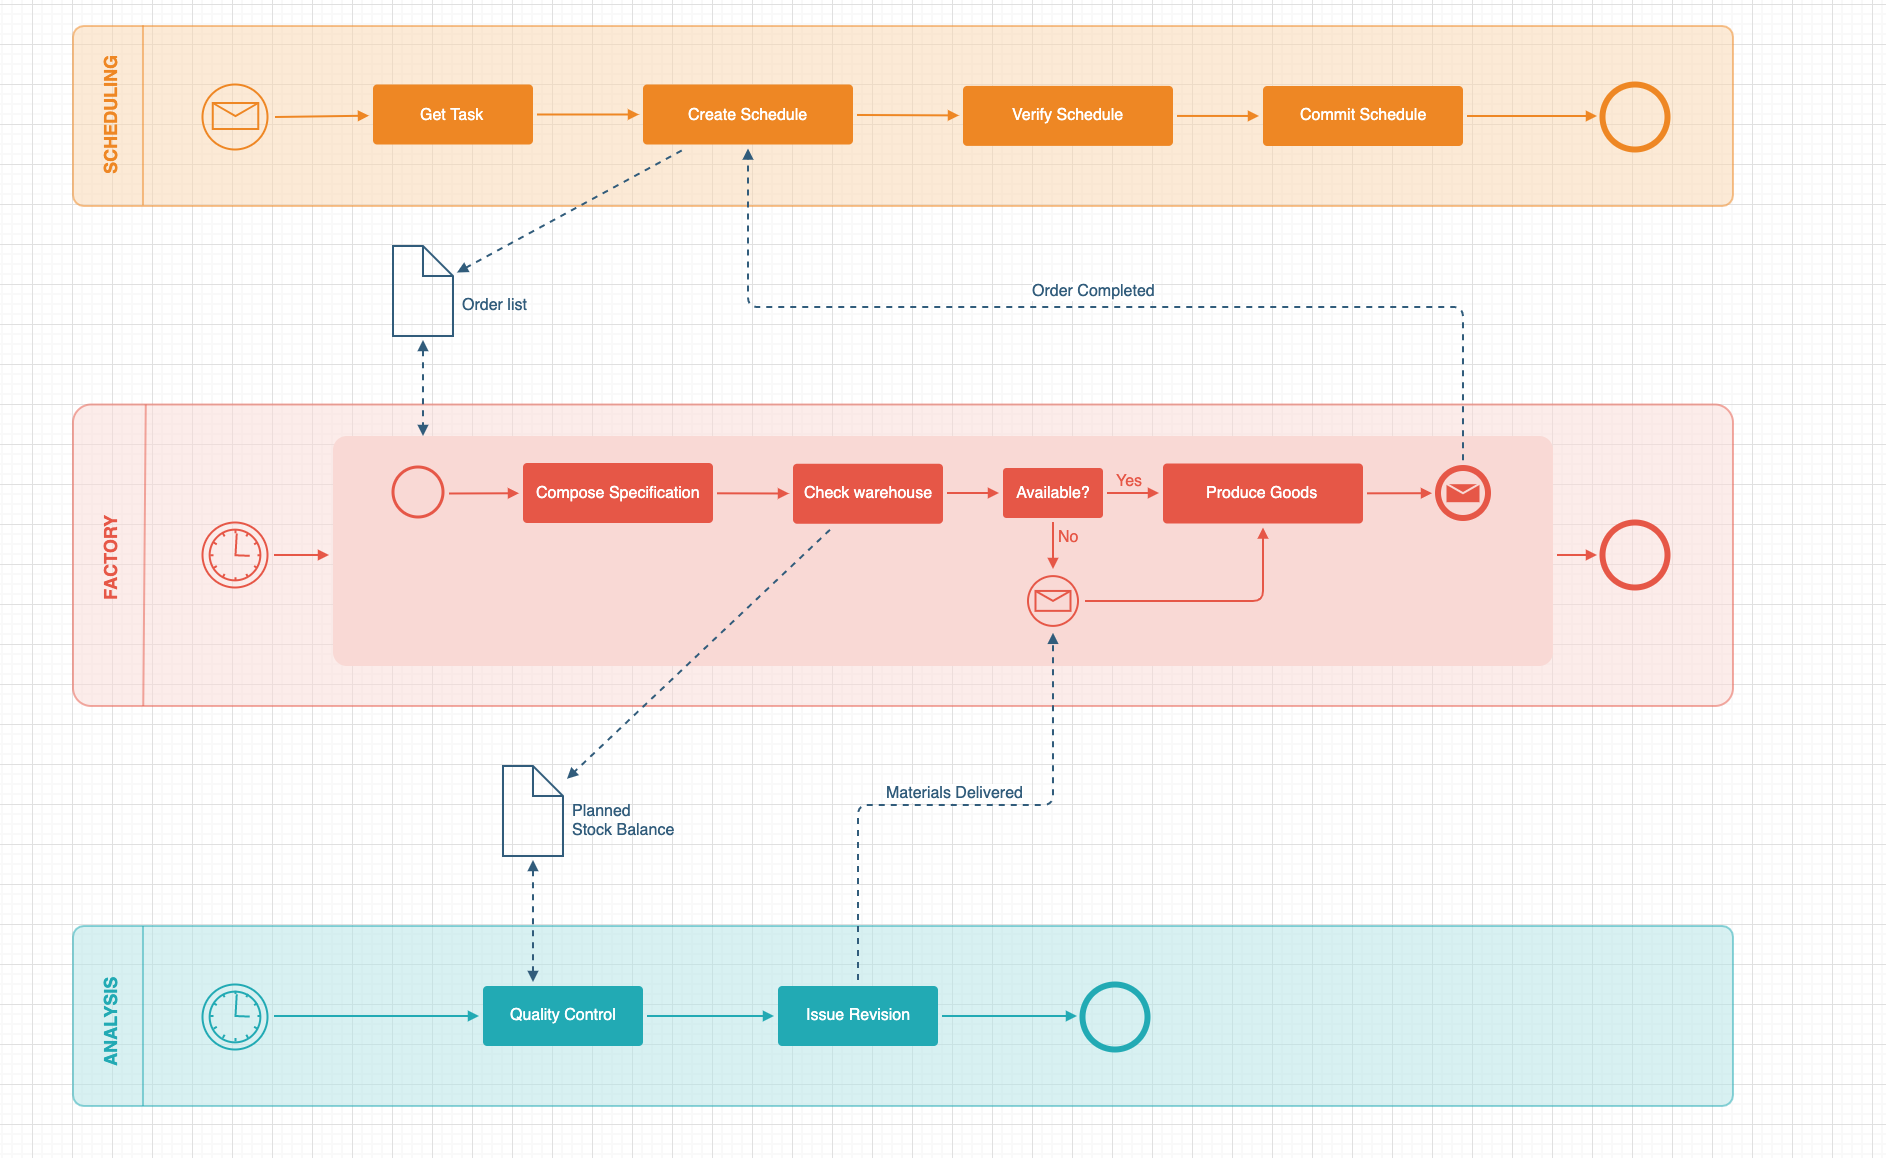 SCHEDULING
Get Task
Create Schedule
Verify Schedule
Commit Schedule
Order list
Order Completed
FACTORY
Compose Specification
Check warehouse
Available?
Yes
Produce Goods
No
Materials Delivered
Planned
Stock Balance
ANALYSIS
Quality Control
Issue Revision